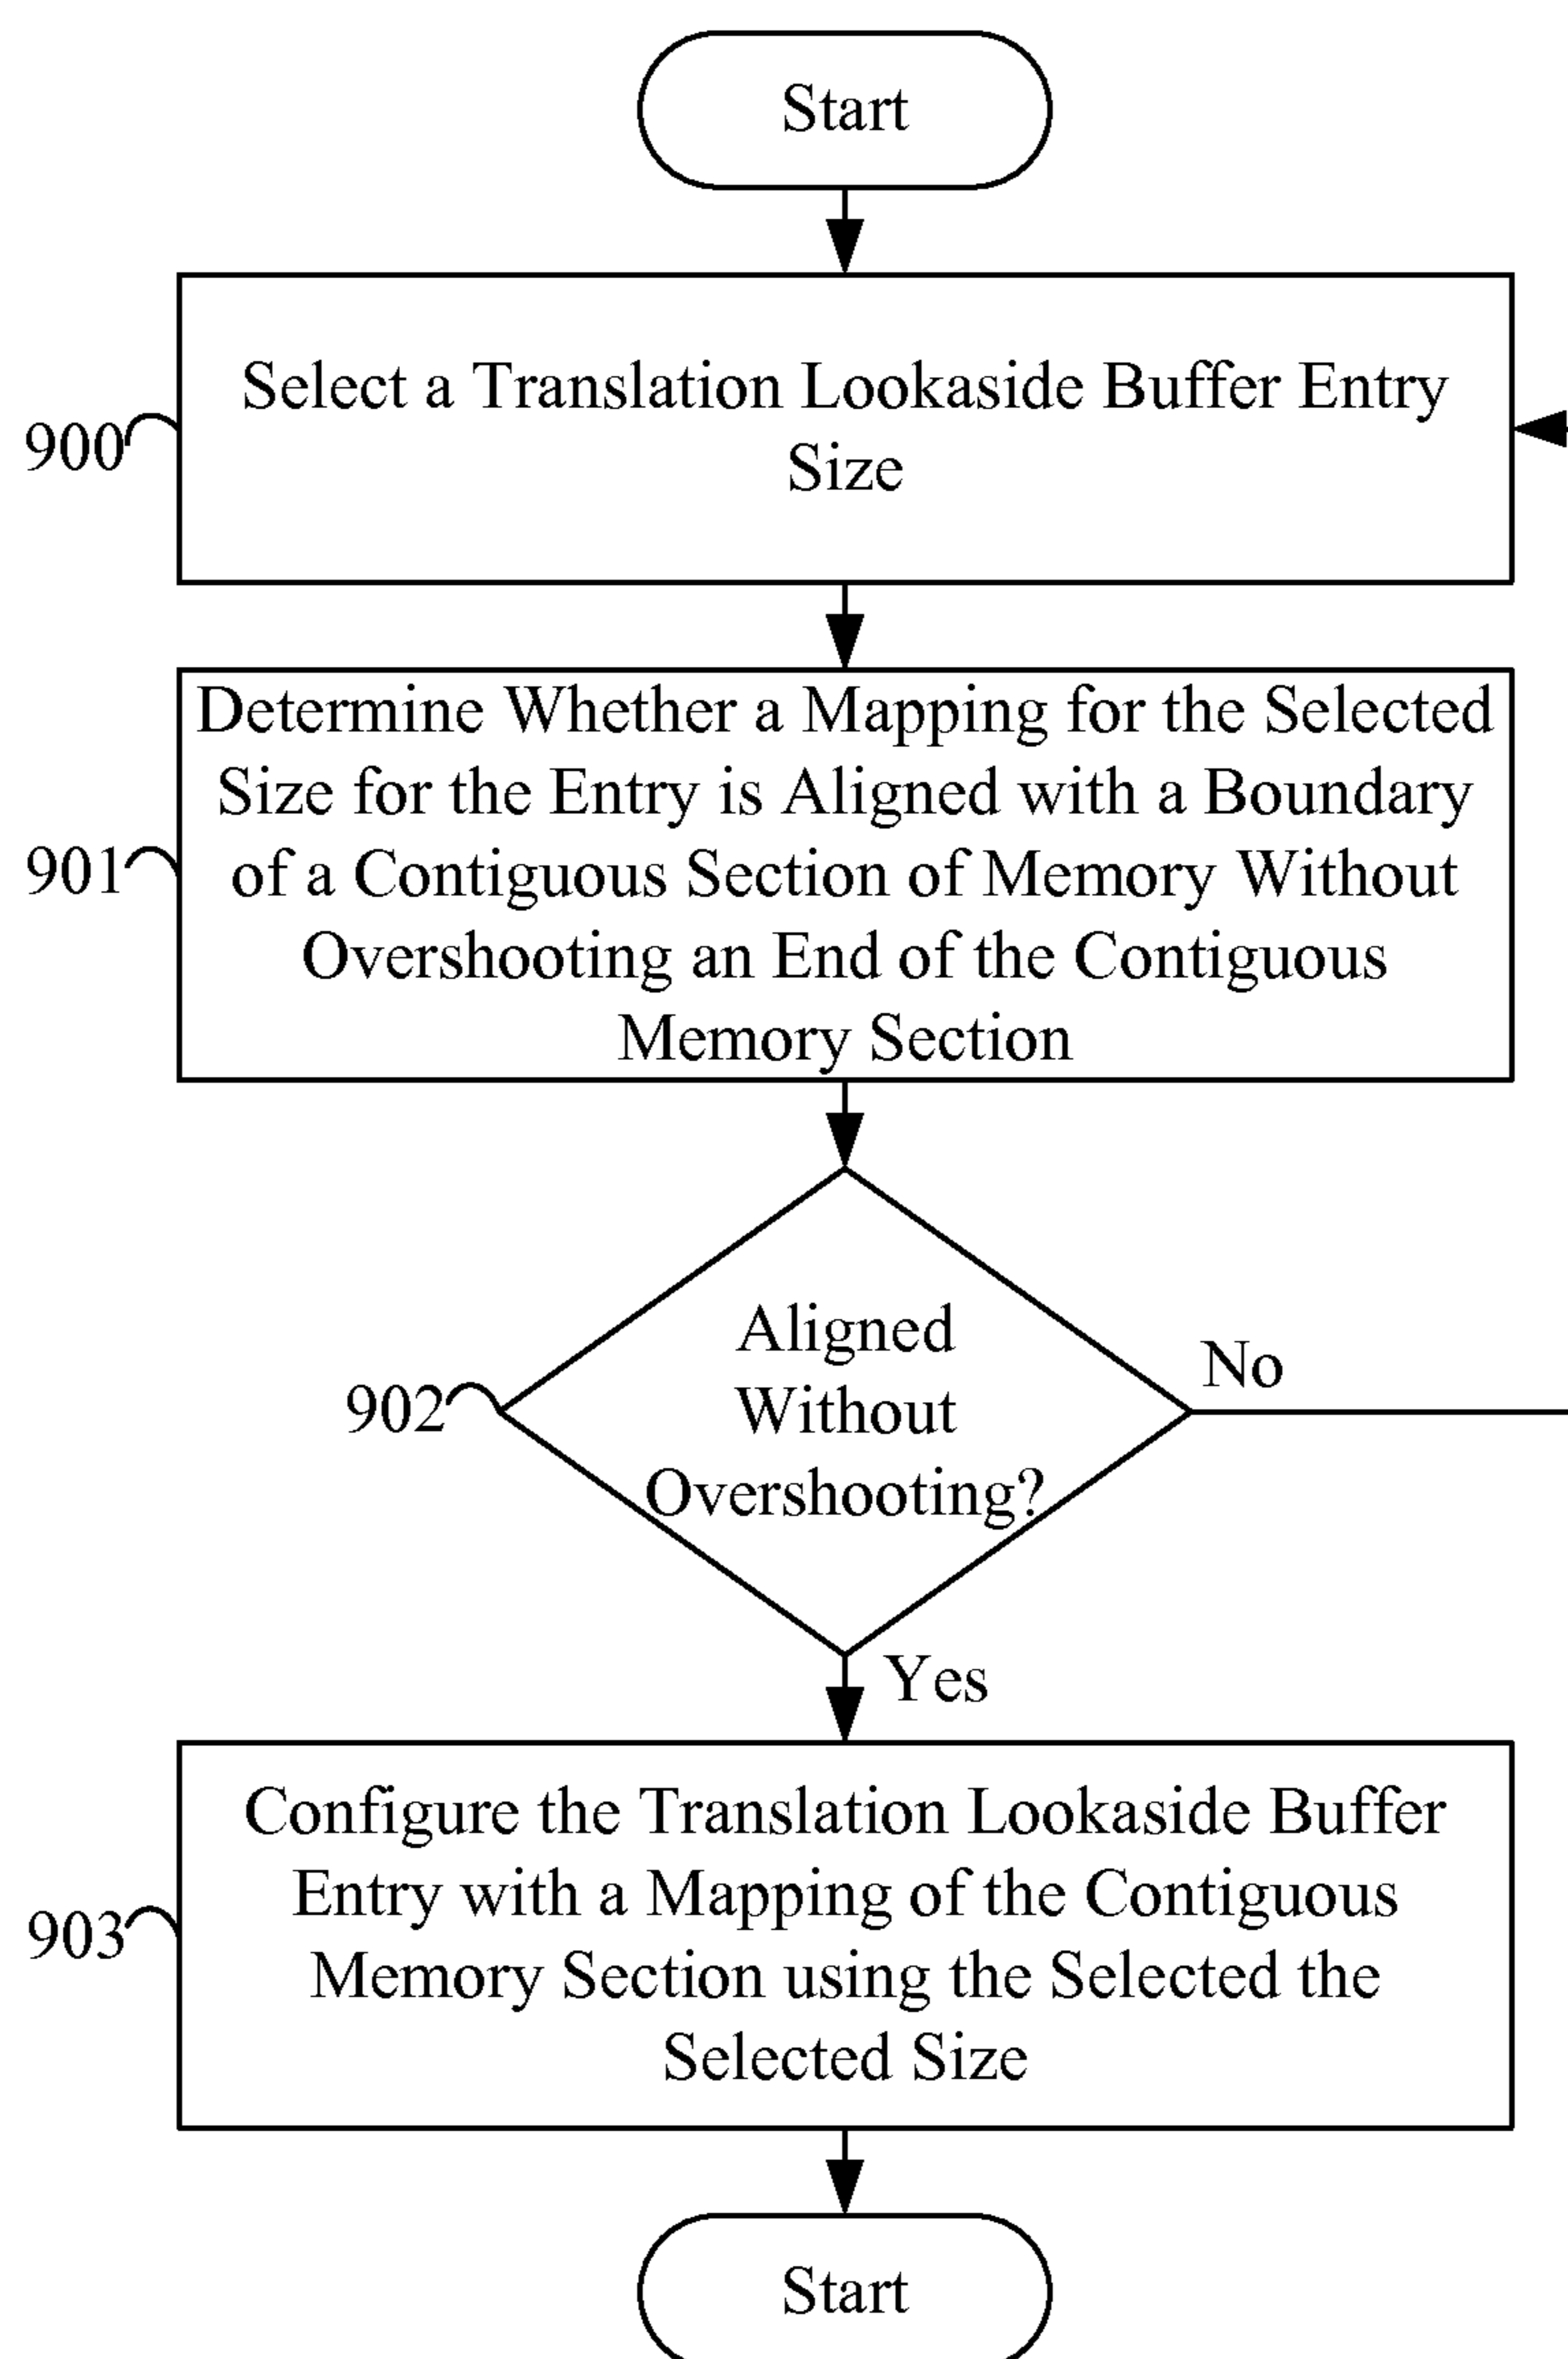 Start
Select a Translation Lookaside Buffer Entry
Size
900
Determine Whether a Mapping for the Selected
Size for the Entry is Aligned with a Boundary
of a Contiguous Section of Memory Without
Overshooting an End of the Contiguous
Memory Section
901
Aligned
Without
Overshooting?
902
No
Yes
Configure the Translation Lookaside Buffer
Entry with a Mapping of the Contiguous
Memory Section using the Selected the
Selected Size
903
Start